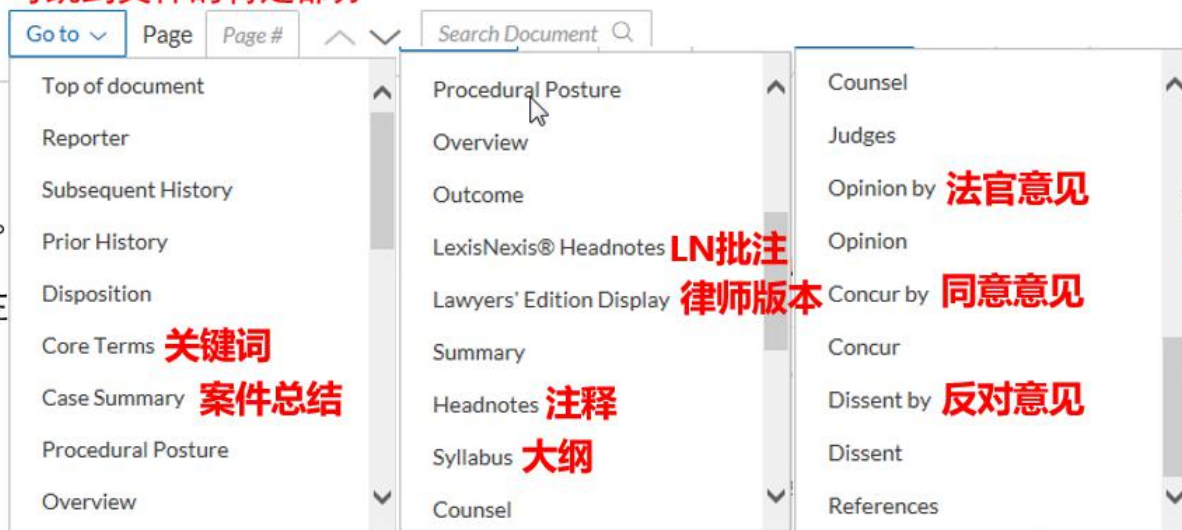 Go to Page Page # Search Document
Top of document
Reporter
Subsequent History
Prior History
Disposition
Core Terms 关键词
Case Summary 案件总结
Procedural Posture
Overview
Procedural Posture
Overview
Outcome
LexisNexis® Headnotes LN批注
Lawyers' Edition Display 律师版本
Summary
Headnotes 注释
Syllabus 大纲
Counsel
Counsel
Judges
Opinion by 法官意见
Opinion
Concur by 同意意见
Concur
Dissent by 反对意见
Dissent
References